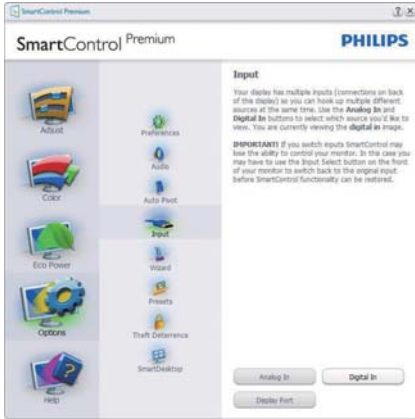 SmartControl Premium
SmartControl Premium
PHILIPS
Adjust
Color
Eco Power
Options
Help
Preferences
Audio
Auto Pivot
Input
Wizard
Presets
Theft Deterrence
SmartDesktop
Input
Your display has multiple inputs (connections on back
of this display) so you can hook up multiple different
sources at the same time. Use the Analog In and
Digital In buttons to select which source you'd like to
view. You are currently viewing the digital in image.
IMPORTANT! If you switch inputs SmartControl may
lose the ability to control your monitor. In this case you
may have to use the Input Select button on the front
of your monitor to switch back to the original input
before SmartControl functionality can be restored.
Analog In
Digital In
Display Port